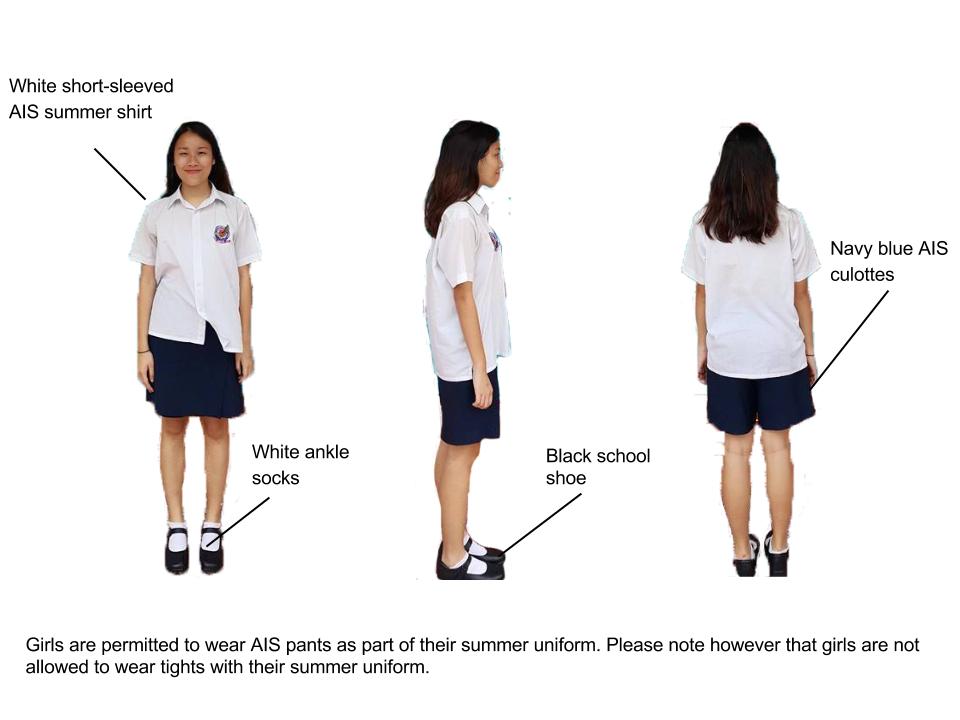 White short-sleeved
AIS summer shirt
Navy blue AIS
culottes
White ankle
socks
Black school
shoe
Girls are permitted to wear AIS pants as part of their summer uniform. Please note however that girls are not
allowed to wear tights with their summer uniform.